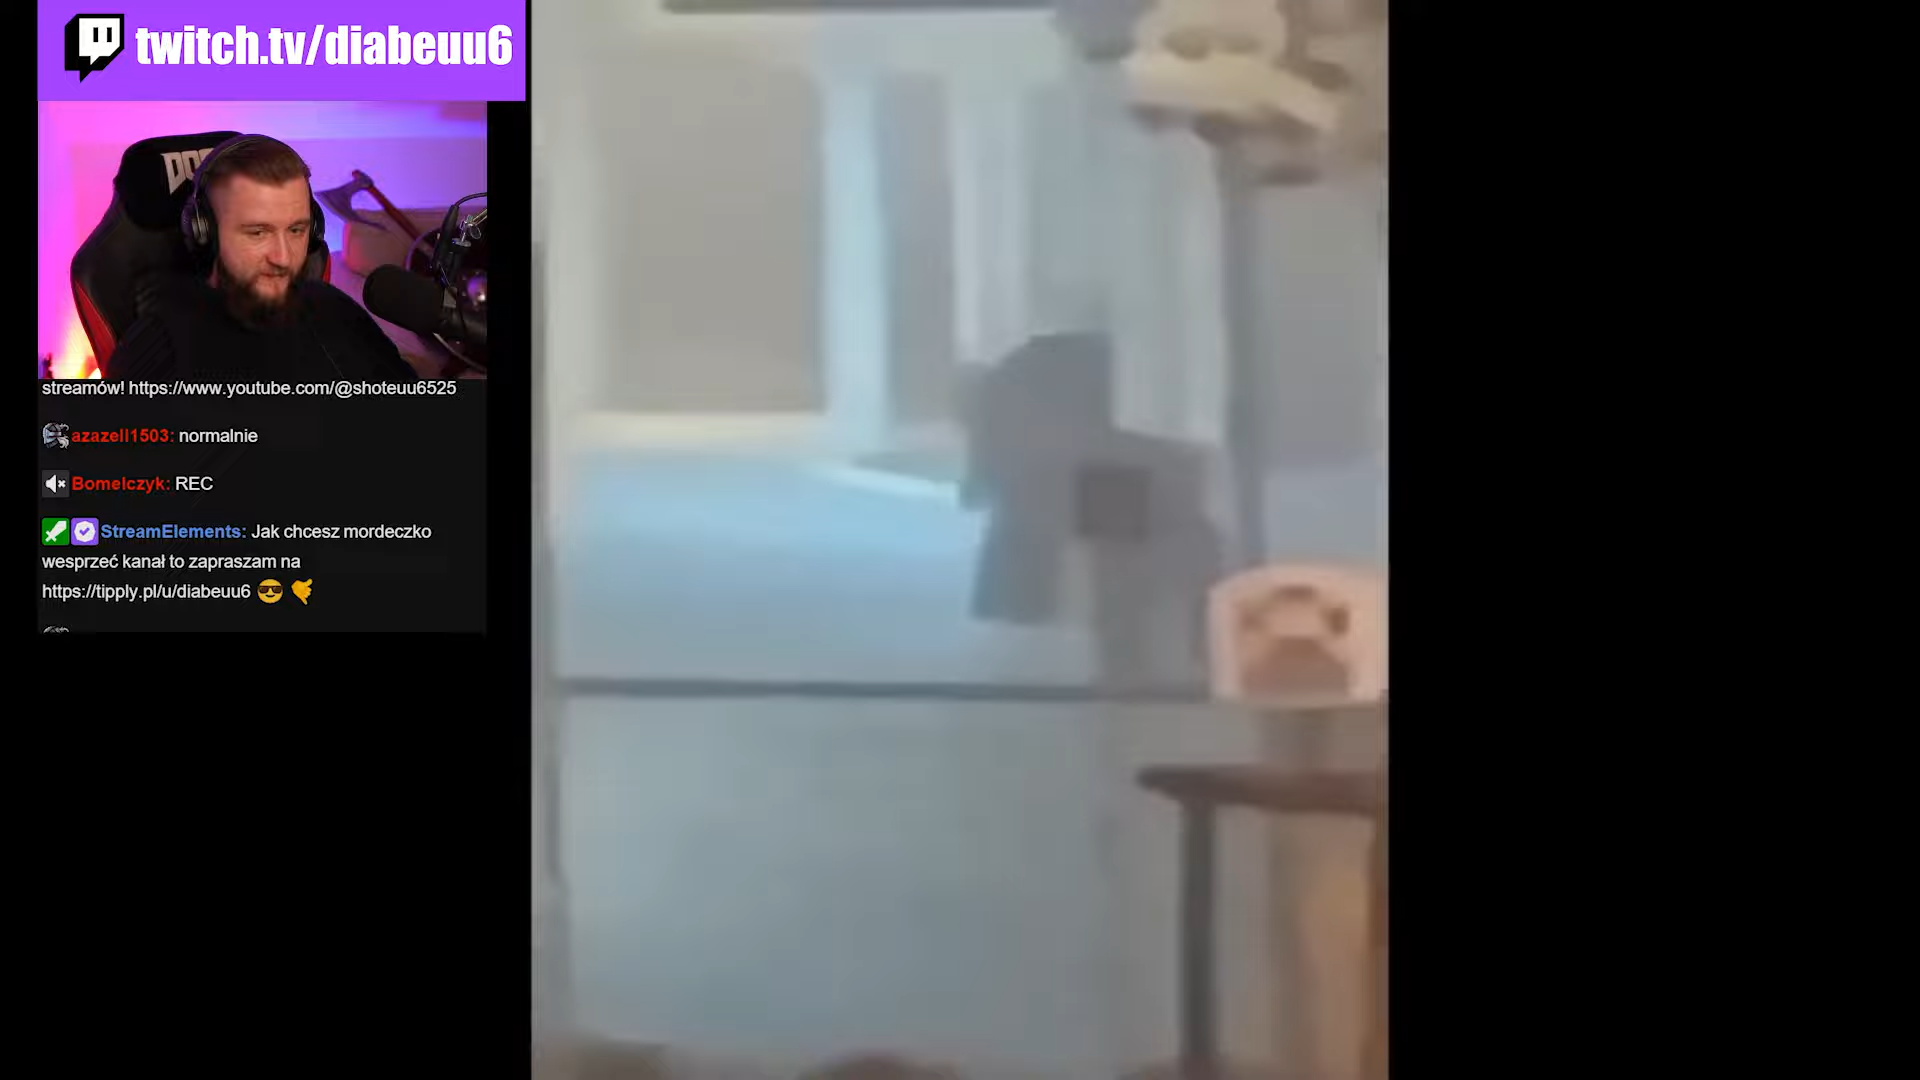 twitch.tv/diabeuu6
streamów! https://www.youtube.com/@shoteuu6525
azazell1503: normalnie
Bomelczyk: REC
StreamElements: Jak chcesz mordeczko
wesprzeć kanał to zapraszam na
https://tipply.pl/u/diabeuu6 😎 🤙